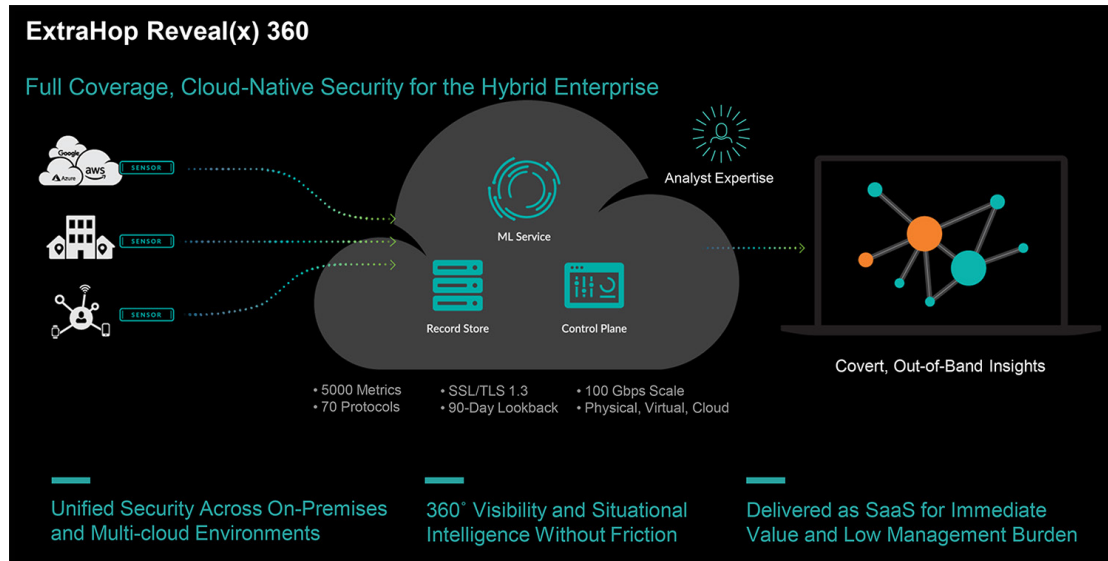 ExtraHop Reveal(x) 360
Full Coverage, Cloud-Native Security for the Hybrid Enterprise
Google
Azure
aws
SENSOR
SENSOR
SENSOR
ML Service
Record Store
Control Plane
Analyst Expertise
Covert, Out-of-Band Insights
• 5000 Metrics
• 70 Protocols
• SSL/TLS 1.3
• 90-Day Lookback
• 100 Gbps Scale
• Physical, Virtual, Cloud
Unified Security Across On-Premises
and Multi-cloud Environments
360˚ Visibility and Situational
Intelligence Without Friction
Delivered as SaaS for Immediate
Value and Low Management Burden